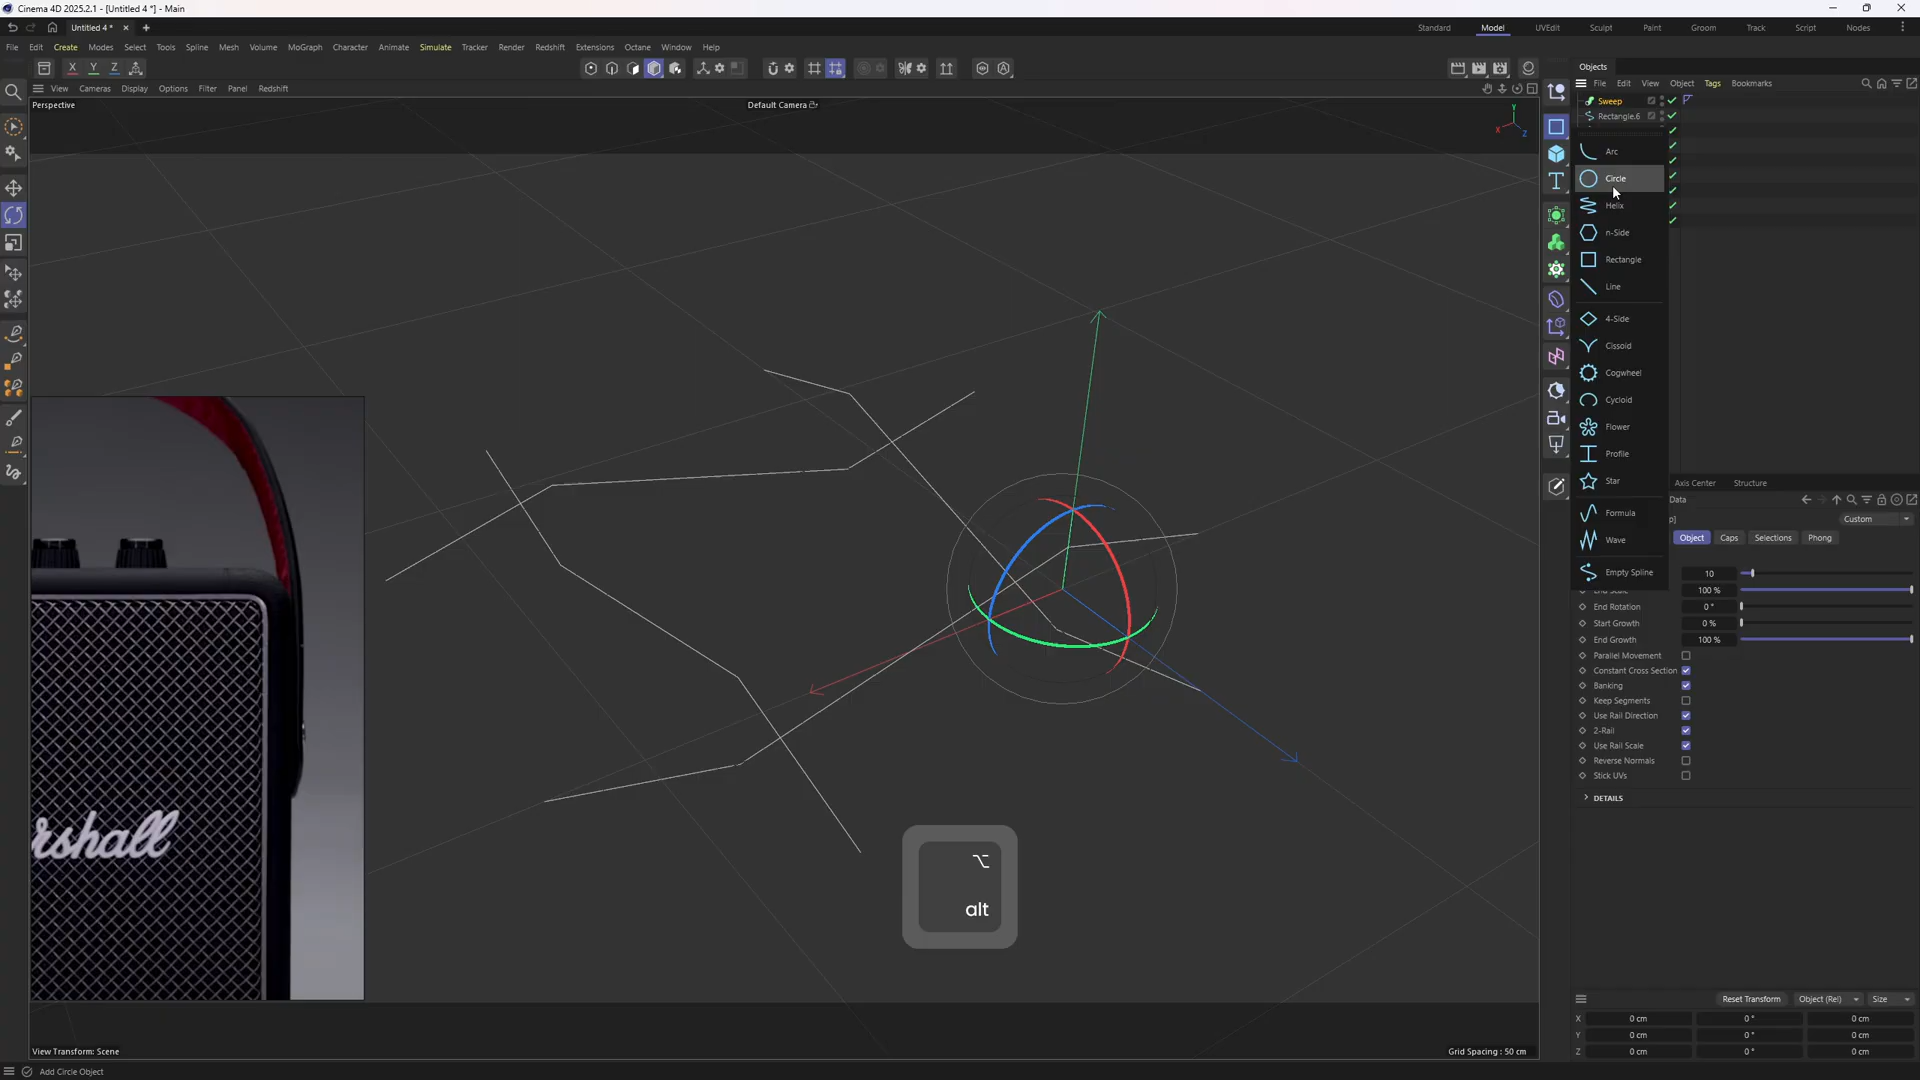 Cinema 4D 2025.2.1 - [Untitled 4 *] - Main
Untitled 4 *
Standard Model UVEdit Sculpt Paint Groom Track Script Nodes
File Edit Create Modes Select Tools Spline Mesh Volume MoGraph Character Animate Simulate Tracker Render Redshift Extensions Octane Window Help
X Y Z
Objects
View Cameras Display Options Filter Panel Redshift
File Edit View Object Tags Bookmarks
Perspective
Default Camera
Sweep
Rectangle.6
Y
X
Z
Arc
Circle
Helix
n-Side
Rectangle
Line
4-Side
Cissoid
Cogwheel
Cycloid
Flower
Profile
Star
Formula
Wave
Empty Spline
Axis Center Structure
Data
Custom
Object Caps Selections Phong
10
100 %
End Rotation 0 °
Start Growth 0 %
End Growth 100 %
Parallel Movement
Constant Cross Section
Banking
Keep Segments
Use Rail Direction
2-Rail
Use Rail Scale
Reverse Normals
Stick UVs
DETAILS
rshall
⌥
alt
Reset Transform Object (Rel) Size
X 0 cm 0 ° 0 cm
Y 0 cm 0 ° 0 cm
Z 0 cm 0 ° 0 cm
View Transform: Scene
Grid Spacing : 50 cm
Add Circle Object